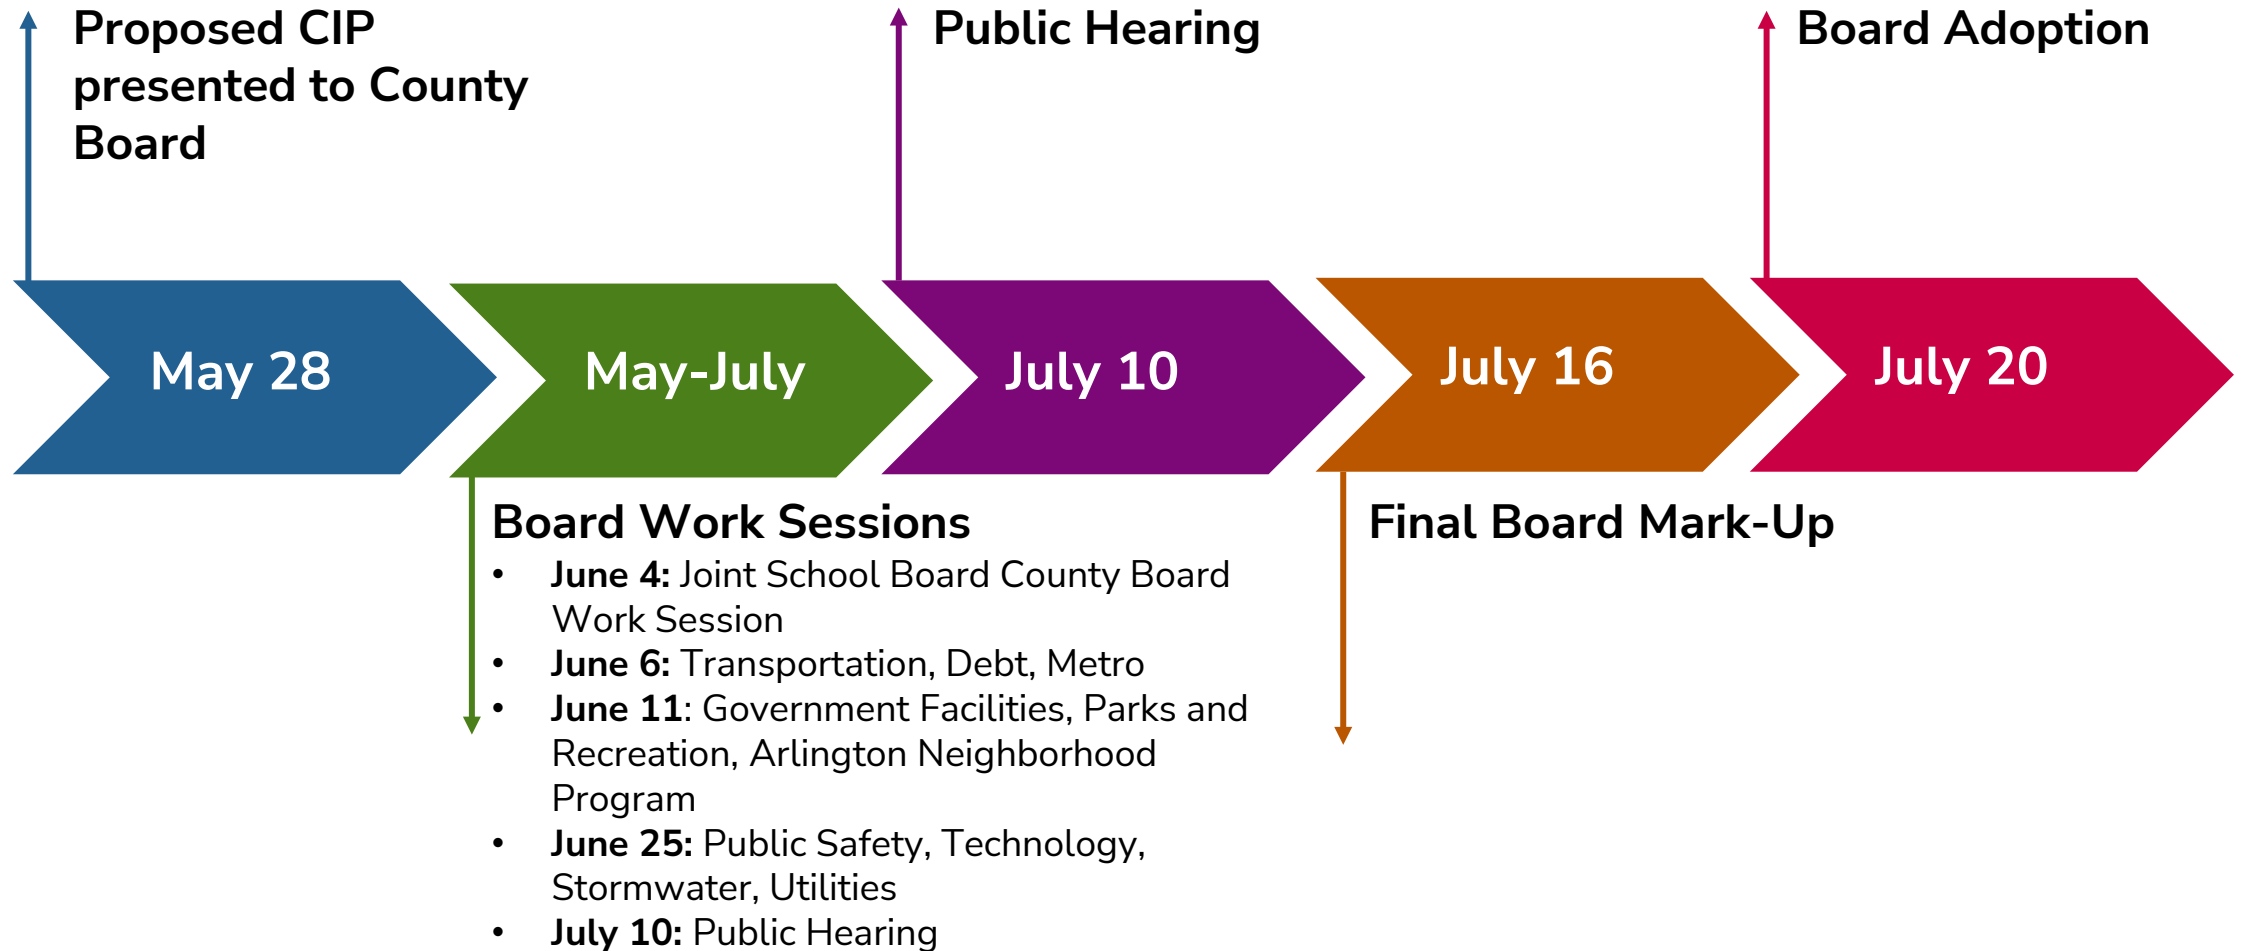 Proposed CIP
presented to County
Board
Public Hearing
Board Adoption
May 28
May-July
July 10
July 16
July 20
Board Work Sessions
• June 4: Joint School Board County Board
Work Session
• June 6: Transportation, Debt, Metro
• June 11: Government Facilities, Parks and
Recreation, Arlington Neighborhood
Program
• June 25: Public Safety, Technology,
Stormwater, Utilities
• July 10: Public Hearing
Final Board Mark-Up